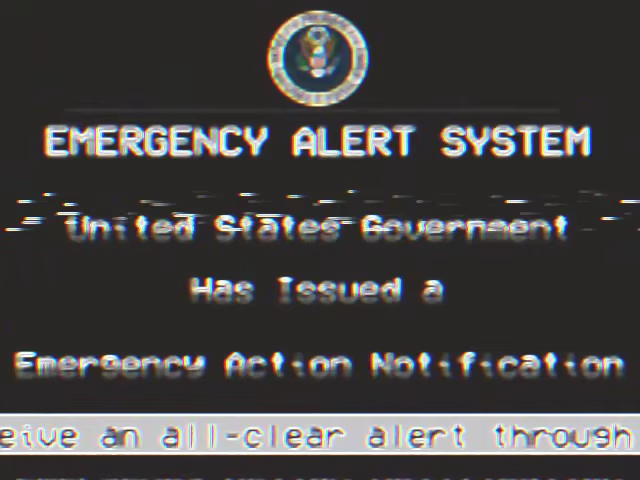 EMERGENCY ALERT SYSTEM
United States Government
Has Issued a
Emergency Action Notification
eive an all-clear alert through